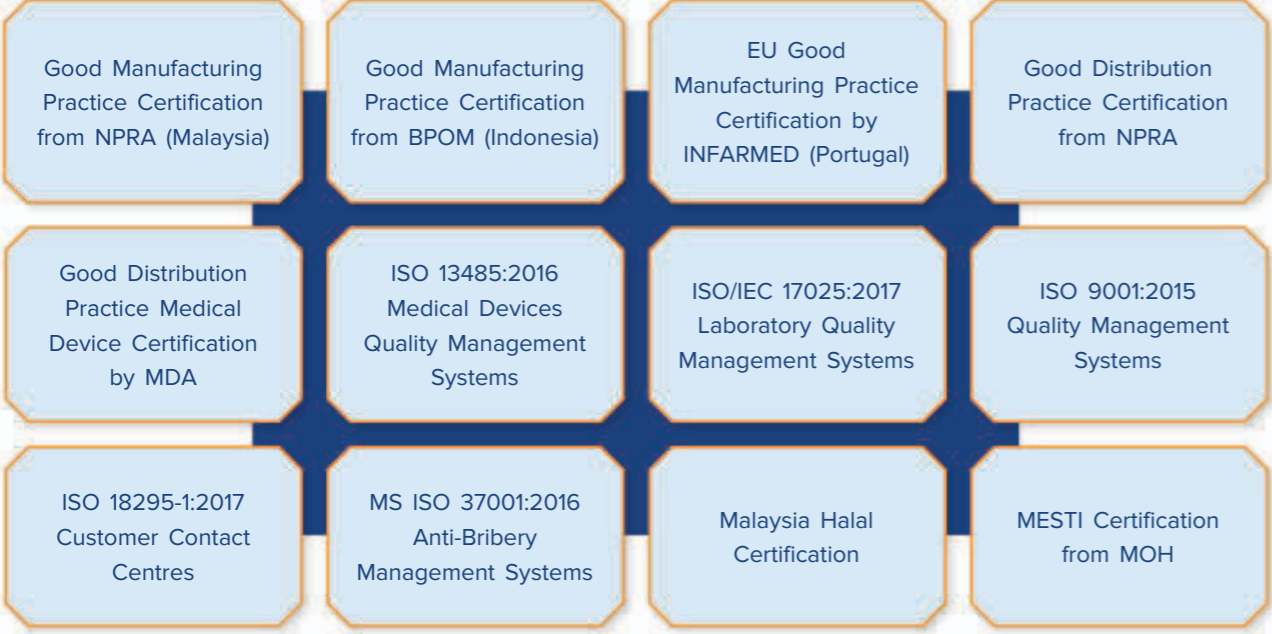 Good Manufacturing
Practice Certification
from NPRA (Malaysia)
Good Manufacturing
Practice Certification
from BPOM (Indonesia)
EU Good
Manufacturing Practice
Certification by
INFARMED (Portugal)
Good Distribution
Practice Certification
from NPRA
Good Distribution
Practice Medical
Device Certification
by MDA
ISO 13485:2016
Medical Devices
Quality Management
Systems
ISO/IEC 17025:2017
Laboratory Quality
Management Systems
ISO 9001:2015
Quality Management
Systems
ISO 18295-1:2017
Customer Contact
Centres
MS ISO 37001:2016
Anti-Bribery
Management Systems
Malaysia Halal
Certification
MESTI Certification
from MOH